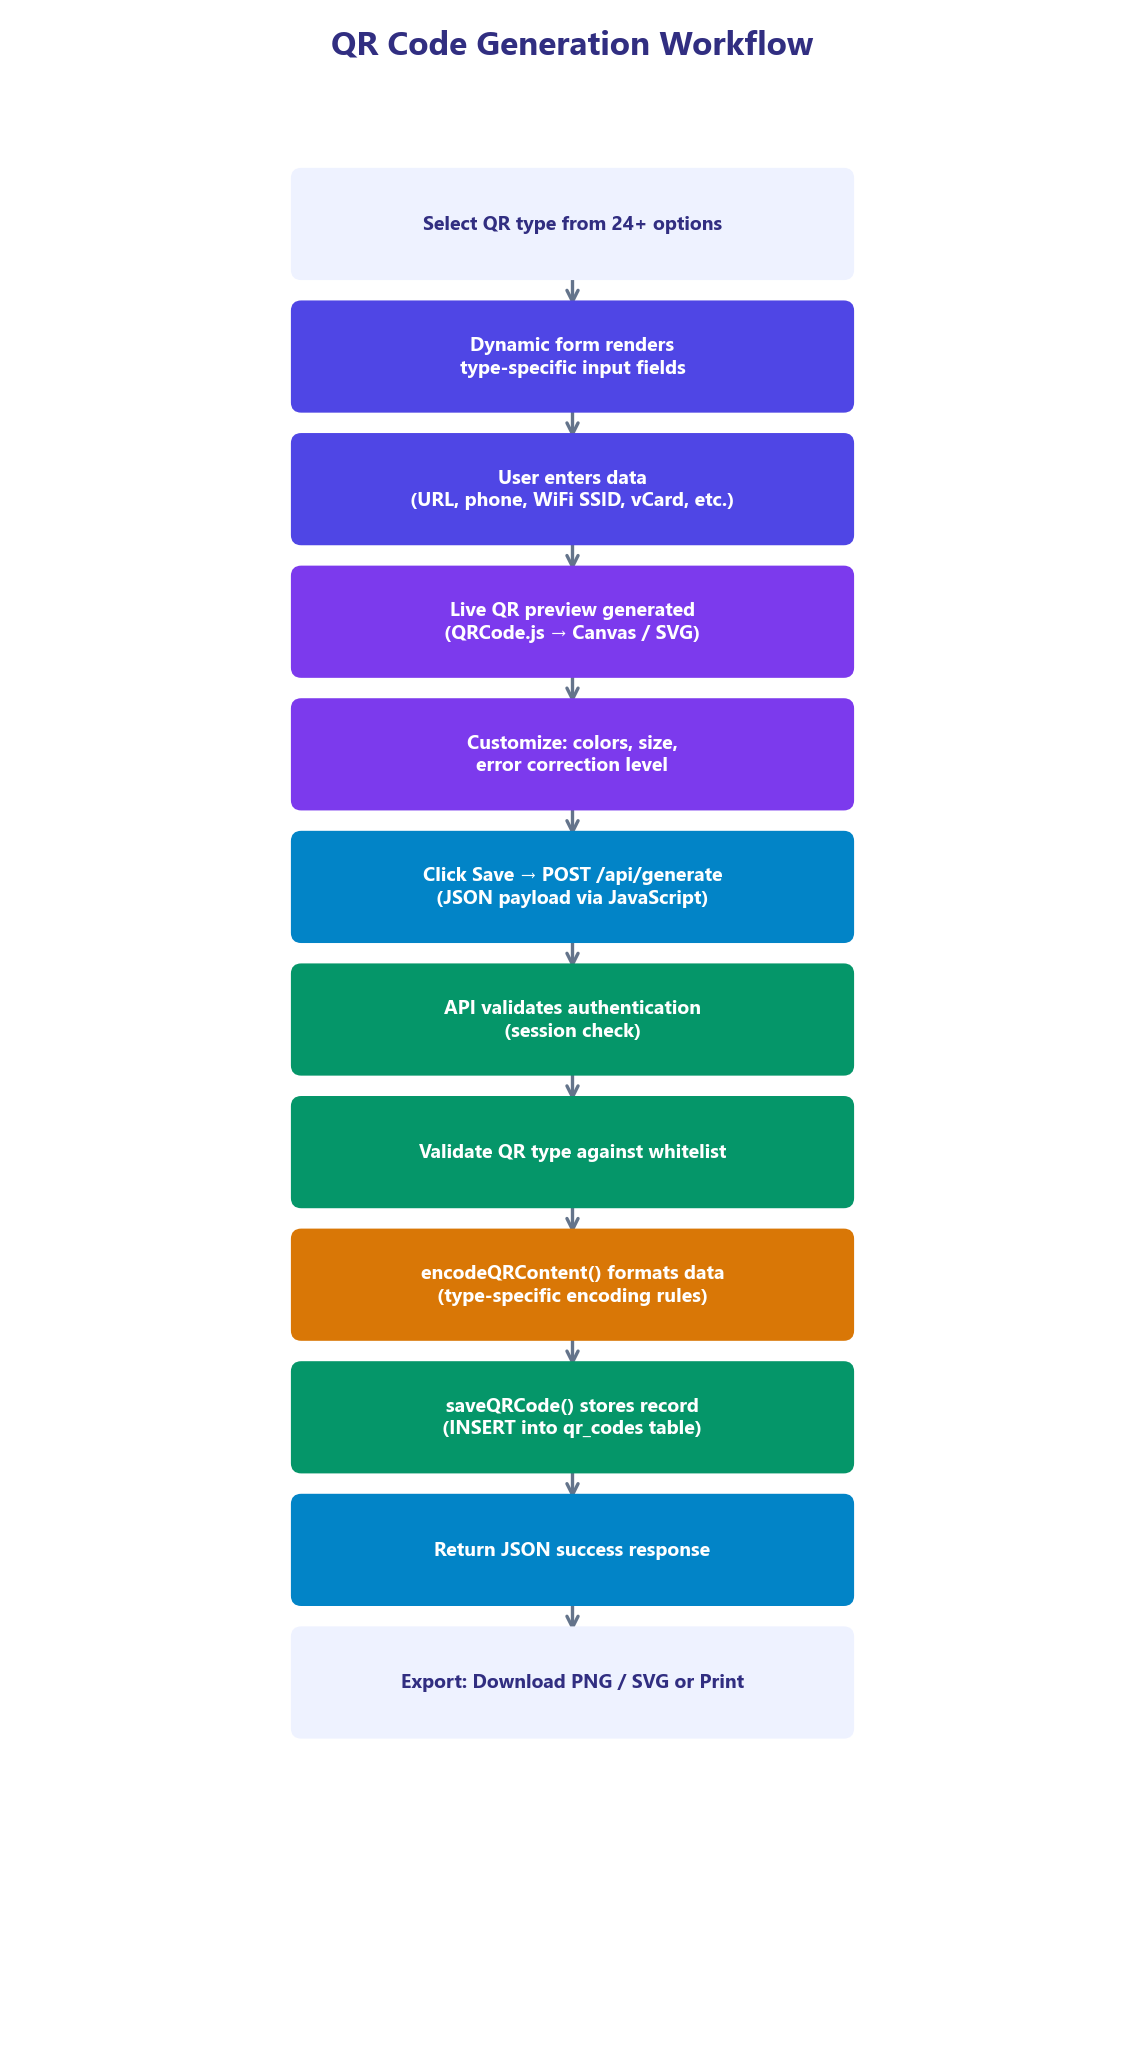 QR Code Generation Workflow
Select QR type from 24+ options
Dynamic form renders
type-specific input fields
User enters data
(URL, phone, WiFi SSID, vCard, etc.)
Live QR preview generated
(QRCode.js → Canvas / SVG)
Customize: colors, size,
error correction level
Click Save → POST /api/generate
(JSON payload via JavaScript)
API validates authentication
(session check)
Validate QR type against whitelist
encodeQRContent() formats data
(type-specific encoding rules)
saveQRCode() stores record
(INSERT into qr_codes table)
Return JSON success response
Export: Download PNG / SVG or Print